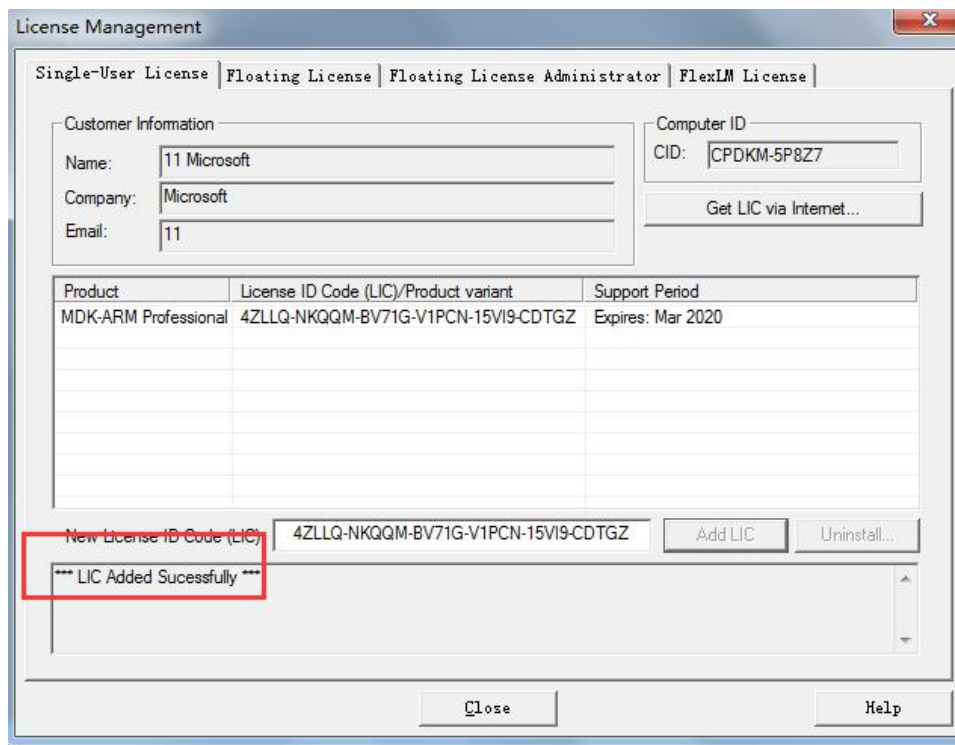 License Management
X
Single-User License Floating License Floating License Administrator FlexLM License
Customer Information
Name: 11 Microsoft
Company: Microsoft
Email: 11
Computer ID
CID: CPDKM-5P8Z7
Get LIC via Internet...
Product License ID Code (LIC)/Product variant Support Period
MDK-ARM Professional 4ZLLQ-NKQQM-BV71G-V1PCN-15VI9-CDTGZ Expires: Mar 2020
New License ID Code (LIC) 4ZLLQ-NKQQM-BV71G-V1PCN-15VI9-CDTGZ Add LIC Uninstall...
*** LIC Added Sucessfully ***
Close Help